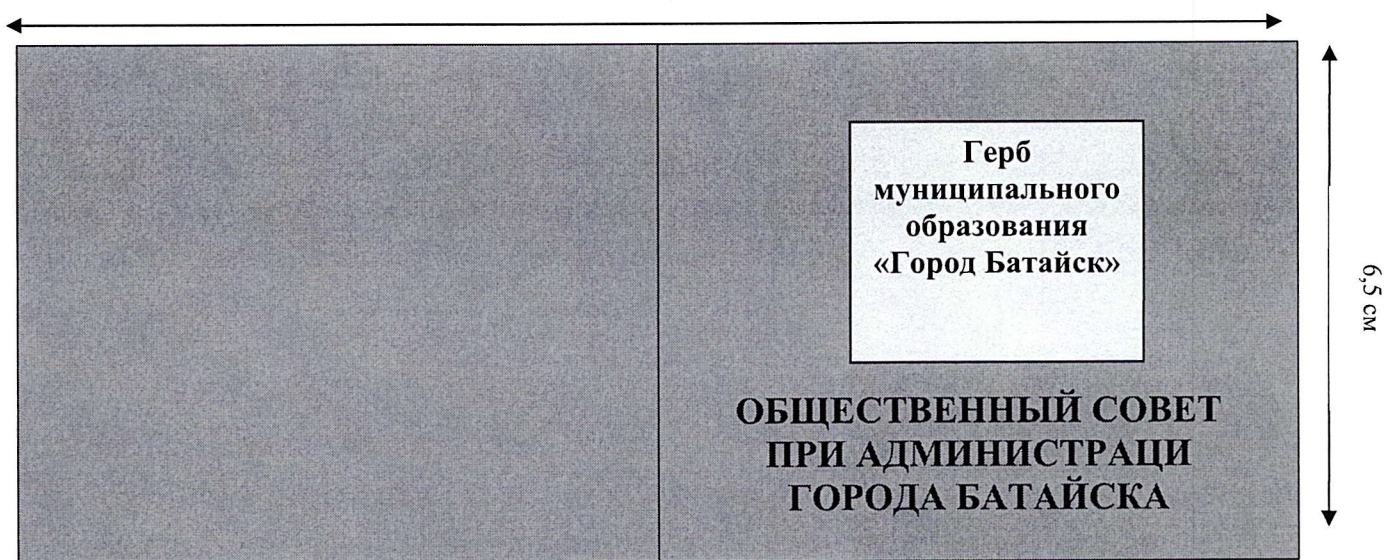 Герб
муниципального
образования
«Город Батайск»
6,5 см
ОБЩЕСТВЕННЫЙ СОВЕТ
ПРИ АДМИНИСТРАЦИ
ГОРОДА БАТАЙСКА